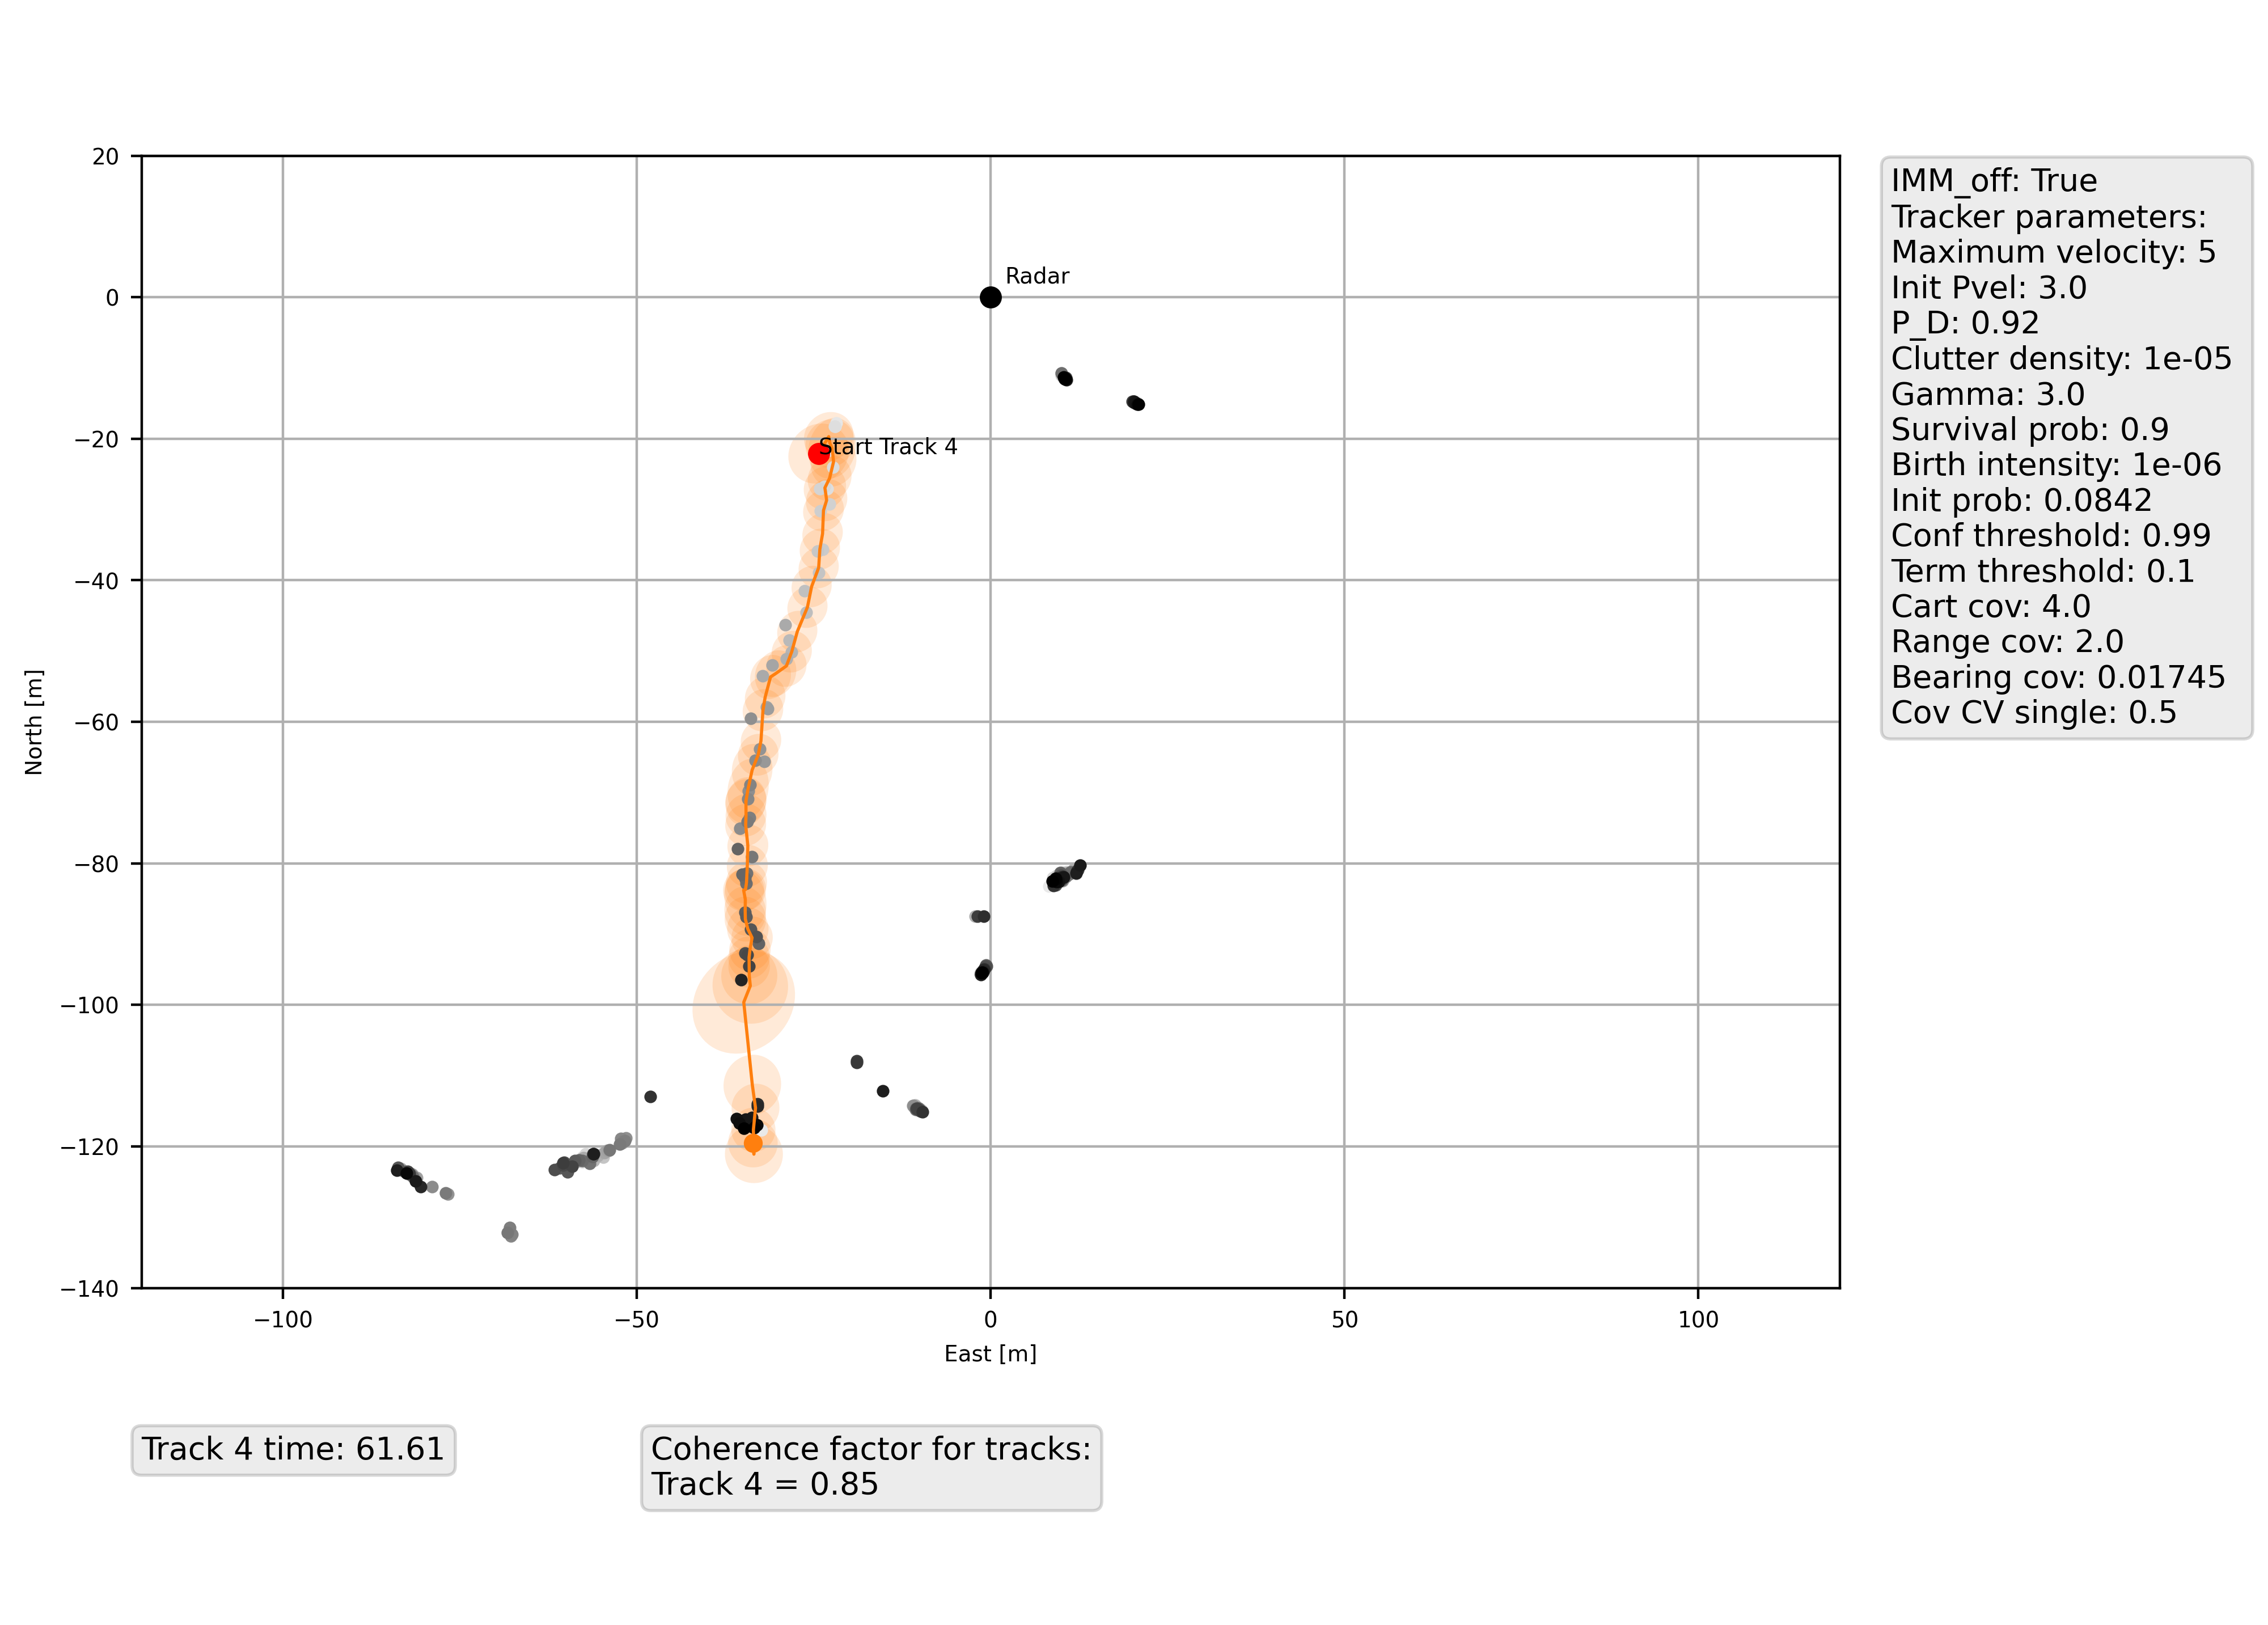 20
0
−20
−40
−60
−80
−100
−120
−140
North [m]
Radar
Start Track 4
−100
−50
0
50
100
East [m]
IMM_off: True
Tracker parameters:
Maximum velocity: 5
Init Pvel: 3.0
P_D: 0.92
Clutter density: 1e-05
Gamma: 3.0
Survival prob: 0.9
Birth intensity: 1e-06
Init prob: 0.0842
Conf threshold: 0.99
Term threshold: 0.1
Cart cov: 4.0
Range cov: 2.0
Bearing cov: 0.01745
Cov CV single: 0.5
Track 4 time: 61.61
Coherence factor for tracks:
Track 4 = 0.85